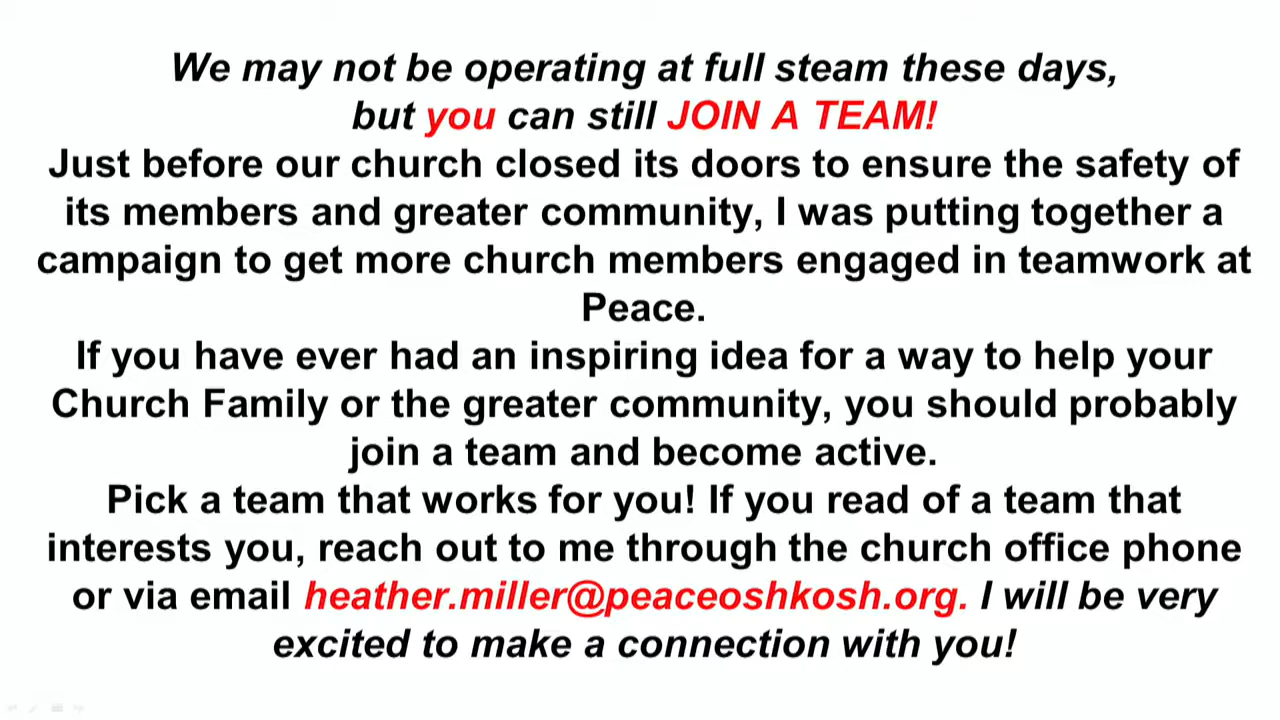 We may not be operating at full steam these days,
but you can still JOIN A TEAM!
Just before our church closed its doors to ensure the safety of
its members and greater community, I was putting together a
campaign to get more church members engaged in teamwork at
Peace.
If you have ever had an inspiring idea for a way to help your
Church Family or the greater community, you should probably
join a team and become active.
Pick a team that works for you! If you read of a team that
interests you, reach out to me through the church office phone
or via email heather.miller@peaceoshkosh.org. I will be very
excited to make a connection with you!